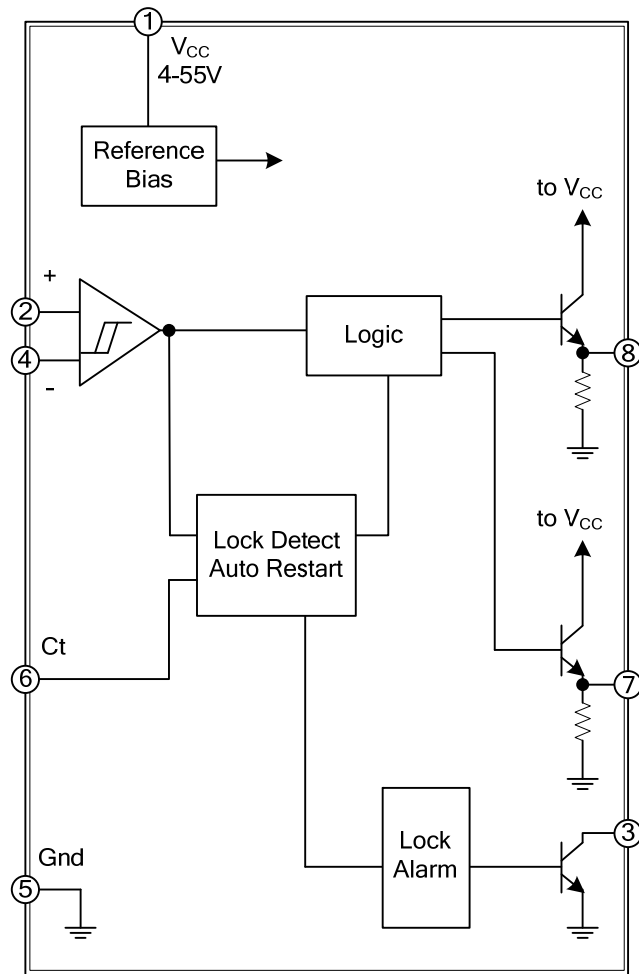 1
VCC
4-55V
Reference
Bias
to VCC
+
2
Logic
8
4
-
to VCC
Lock Detect
Auto Restart
Ct
6
7
3
Lock
Alarm
Gnd
5